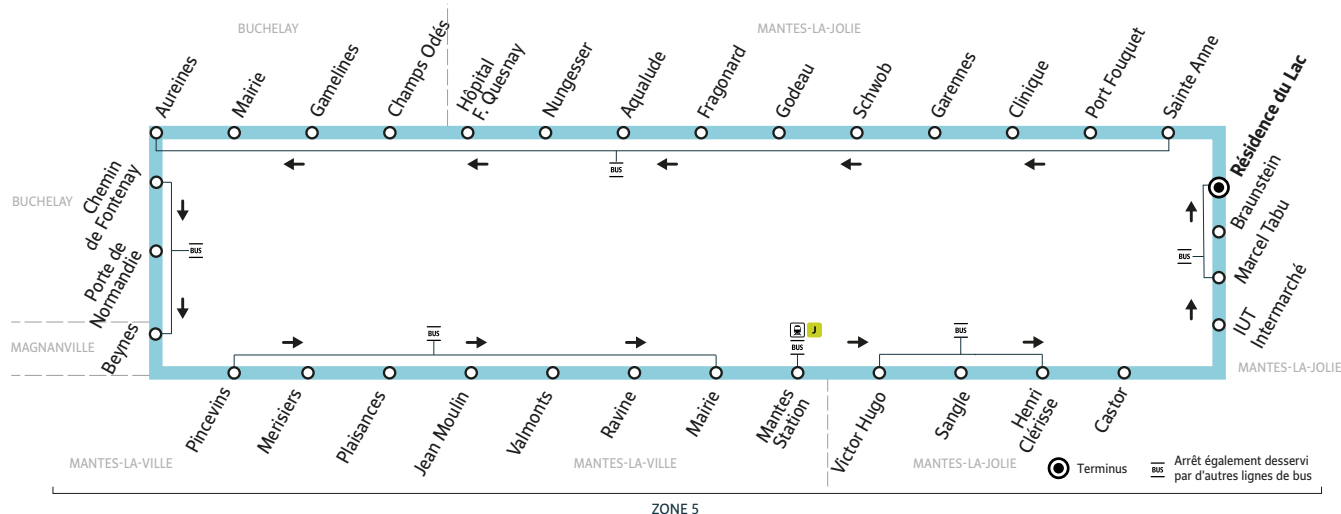 BUCHELAY
MANTES-LA-JOLIE
Aureines
Mairie
Gamelines
Champs Odés
Hôpital
F. Quesnay
Nungesser
Aqualude
Fragonard
Godeau
Schwob
Garennes
Clinique
Port Fouquet
Sainte Anne
Résidence du Lac
BUS
BUCHELAY
Chemin
de Fontenay
Porte de
Normandie
BUS
Braunstein
Marcel Tabu
BUS
IUT
Intermarché
MAGNANVILLE
Beynes
MANTES-LA-JOLIE
BUS
J
BUS
BUS
Pincevins
Merisiers
Plaisances
Jean Moulin
Valmonts
Ravine
Mairie
Mantes
Station
Victor Hugo
Sangle
Henri
Clérisse
Castor
MANTES-LA-VILLE
MANTES-LA-VILLE
MANTES-LA-JOLIE
Terminus
BUS
Arrêt également desservi
par d'autres lignes de bus
ZONE 5